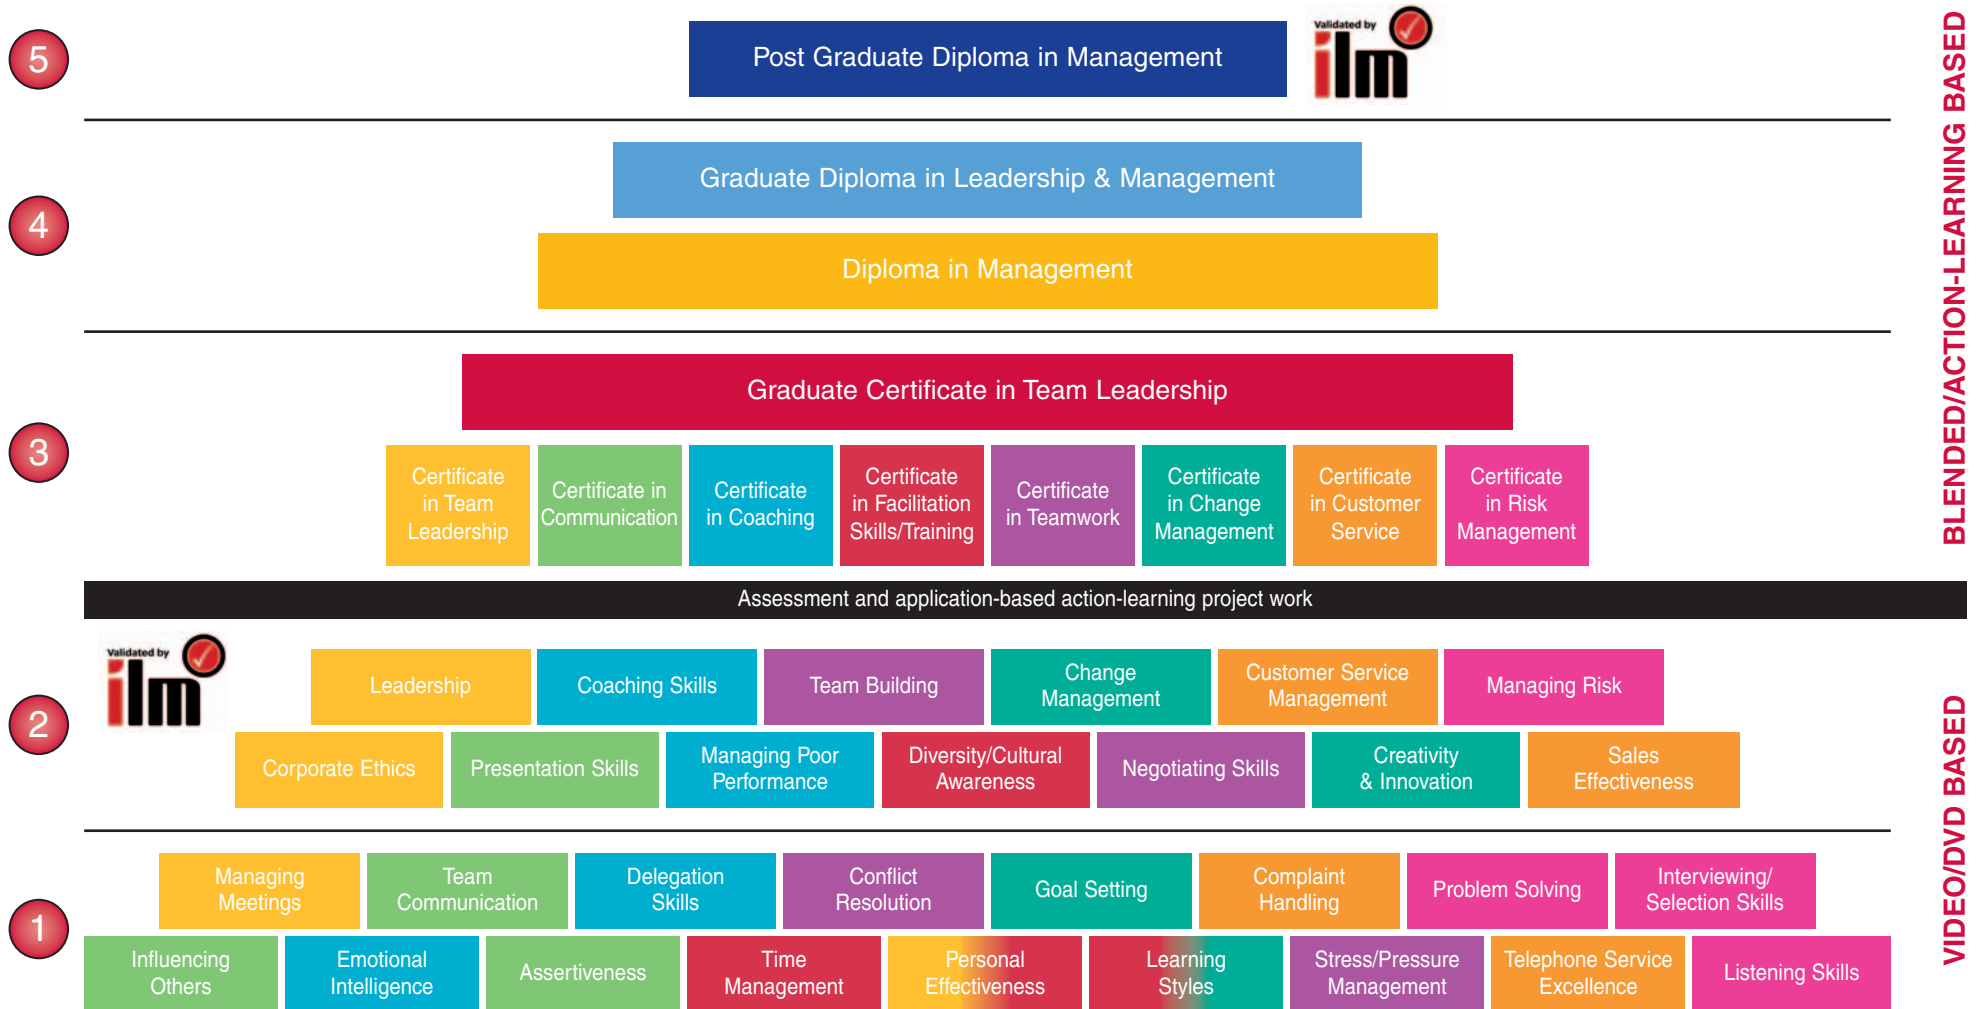 5
Post Graduate Diploma in Management
Validated by
ilm
4
Graduate Diploma in Leadership & Management
Diploma in Management
3
Graduate Certificate in Team Leadership
Certificate
in Team
Leadership
Certificate in
Communication
Certificate
in Coaching
Certificate
in Facilitation
Skills/Training
Certificate
in Teamwork
Certificate
in Change
Management
Certificate
in Customer
Service
Certificate
in Risk
Management
BLENDED/ACTION-LEARNING BASED
Assessment and application-based action-learning project work
Validated by
ilm
2
Leadership
Coaching Skills
Team Building
Change
Management
Customer Service
Management
Managing Risk
Corporate Ethics
Presentation Skills
Managing Poor
Performance
Diversity/Cultural
Awareness
Negotiating Skills
Creativity
& Innovation
Sales
Effectiveness
1
Managing
Meetings
Team
Communication
Delegation
Skills
Conflict
Resolution
Goal Setting
Complaint
Handling
Problem Solving
Interviewing/
Selection Skills
Influencing
Others
Emotional
Intelligence
Assertiveness
Time
Management
Personal
Effectiveness
Learning
Styles
Stress/Pressure
Management
Telephone Service
Excellence
Listening Skills
VIDEO/DVD BASED